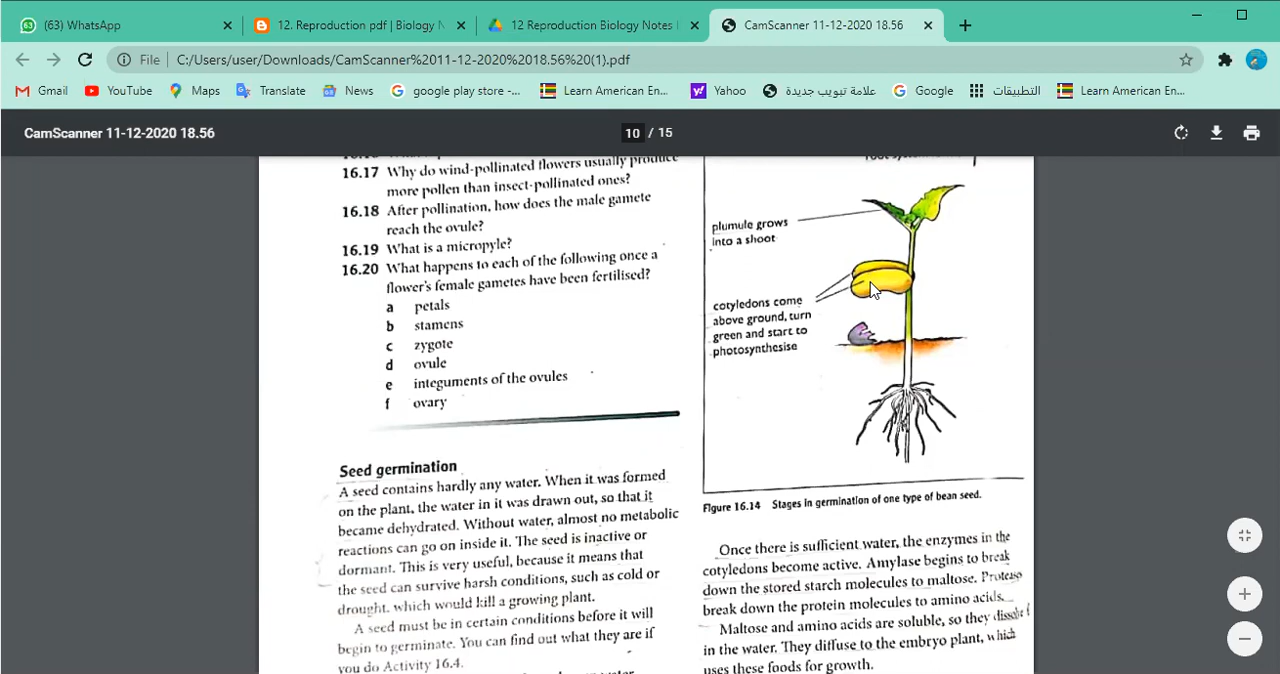 (63) WhatsApp
12. Reproduction pdf | Biology N
12 Reproduction Biology Notes
CamScanner 11-12-2020 18.56
File
C:/Users/user/Downloads/CamScanner%2011-12-2020%2018.56%20(1).pdf
Gmail
YouTube
Maps
Translate
News
google play store -...
Learn American En...
Yahoo
علامة تبويب جديدة
Google
التطبيقات
Learn American En...
CamScanner 11-12-2020 18.56
10 / 15
16.17 Why do wind-pollinated flowers usually produce
more pollen than insect-pollinated ones?
16.18 After pollination, how does the male gamete
reach the ovule?
16.19 What is a micropyle?
16.20 What happens to each of the following once a
flower's female gametes have been fertilised?
a petals
b stamens
c zygote
d ovule
e integuments of the ovules
f ovary
Seed germination
A seed contains hardly any water. When it was formed
on the plant, the water in it was drawn out, so that it
became dehydrated. Without water, almost no metabolic
reactions can go on inside it. The seed is inactive or
dormant. This is very useful, because it means that
the seed can survive harsh conditions, such as cold or
drought, which would kill a growing plant.
A seed must be in certain conditions before it will
begin to germinate. You can find out what they are if
you do Activity 16.4.
plumule grows
into a shoot
cotyledons come
above ground, turn
green and start to
photosynthesise
Figure 16.14 Stages in germination of one type of bean seed.
Once there is sufficient water, the enzymes in the
cotyledons become active. Amylase begins to break
down the stored starch molecules to maltose. Protease
break down the protein molecules to amino acids.
Maltose and amino acids are soluble, so they dissolve
in the water. They diffuse to the embryo plant, which
uses these foods for growth.